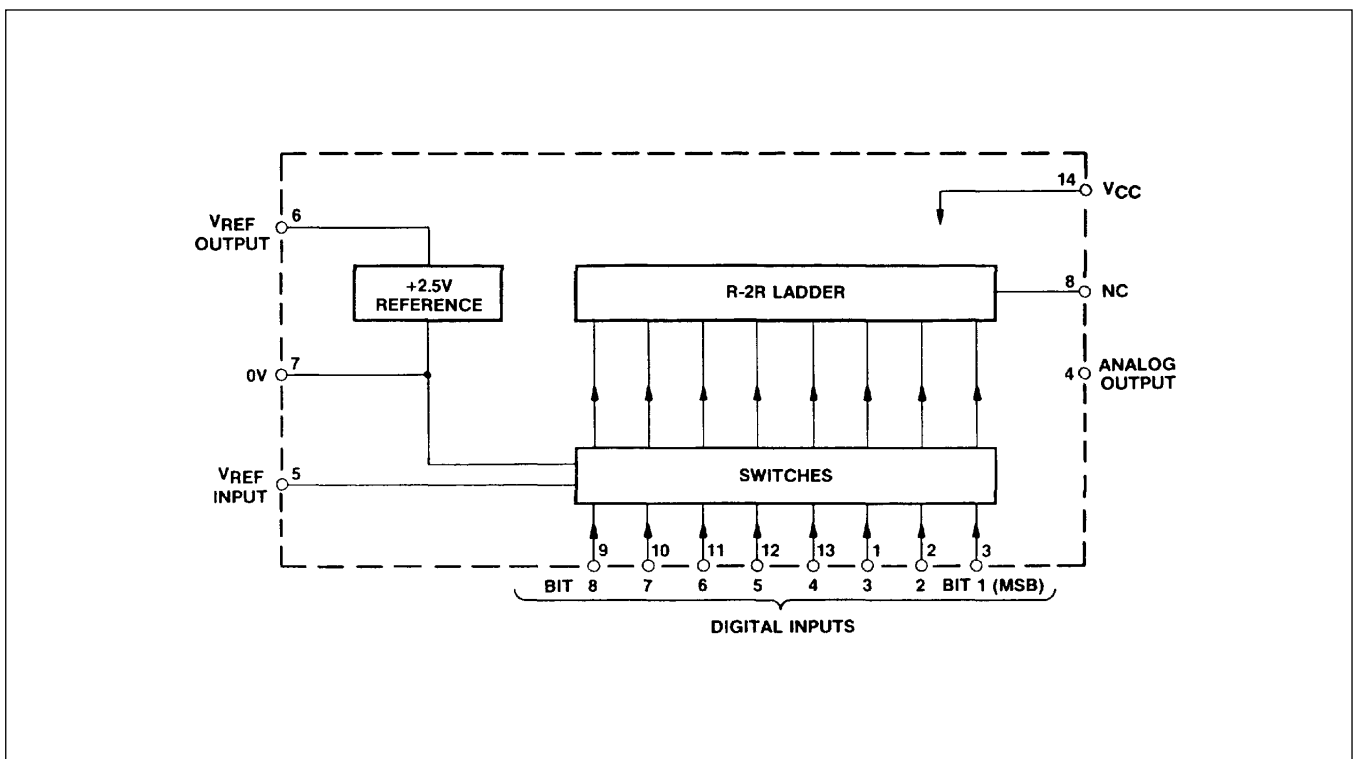 14 VCC
6
VREF
OUTPUT
+2.5V
REFERENCE
R-2R LADDER
8 NC
7
0V
4 ANALOG
OUTPUT
5
VREF
INPUT
SWITCHES
9 10 11 12 13 1 2 3
BIT 8 7 6 5 4 3 2 BIT 1 (MSB)
DIGITAL INPUTS